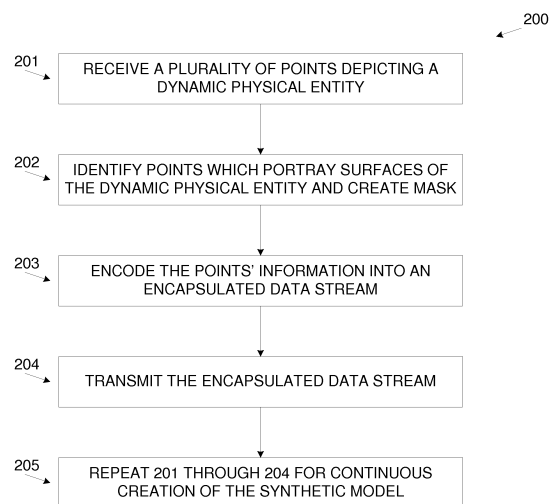 200
201
RECEIVE A PLURALITY OF POINTS DEPICTING A
DYNAMIC PHYSICAL ENTITY
202
IDENTIFY POINTS WHICH PORTRAY SURFACES OF
THE DYNAMIC PHYSICAL ENTITY AND CREATE MASK
203
ENCODE THE POINTS' INFORMATION INTO AN
ENCAPSULATED DATA STREAM
204
TRANSMIT THE ENCAPSULATED DATA STREAM
205
REPEAT 201 THROUGH 204 FOR CONTINUOUS
CREATION OF THE SYNTHETIC MODEL